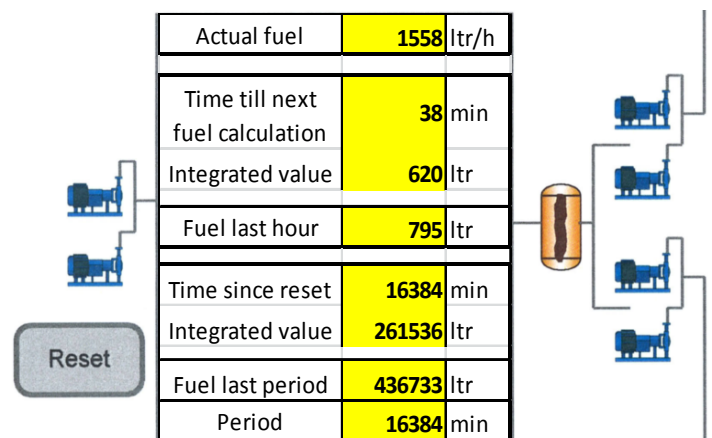 Actual fuel 1558 ltr/h
Time till next
fuel calculation 38 min
Integrated value 620 ltr
Fuel last hour 795 ltr
Time since reset 16384 min
Integrated value 261536 ltr
Reset
Fuel last period 436733 ltr
Period 16384 min